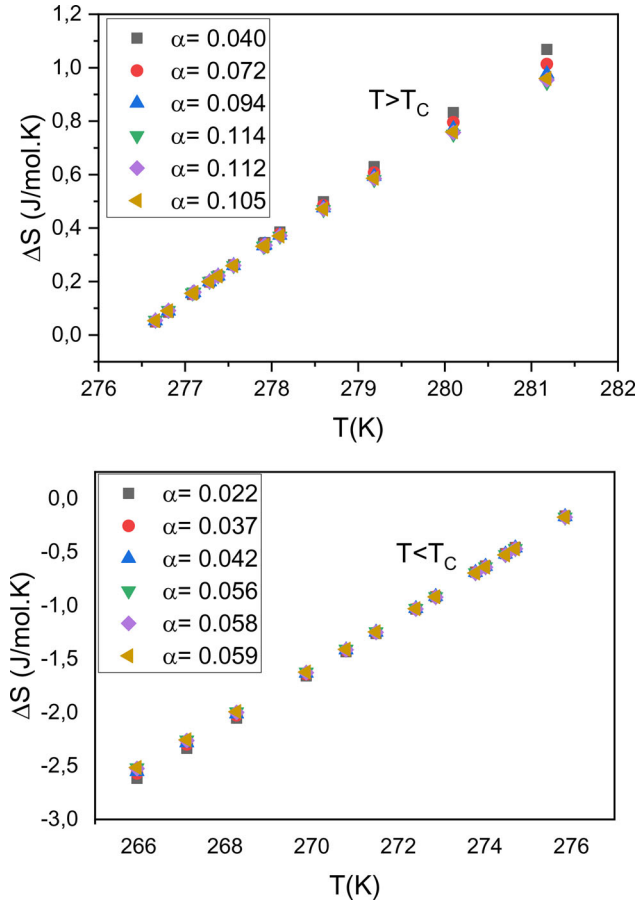 1,2
1,0
0,8
0,6
0,4
0,2
0,0
ΔS (J/mol.K)
α = 0.040
α = 0.072
α = 0.094
α = 0.114
α = 0.112
α = 0.105
T>TC
276 277 278 279 280 281 282
T(K)
0,0
-0,5
-1,0
-1,5
-2,0
-2,5
-3,0
ΔS (J/mol.K)
α= 0.022
α= 0.037
α= 0.042
α= 0.056
α= 0.058
α= 0.059
T<TC
266 268 270 272 274 276
T(K)